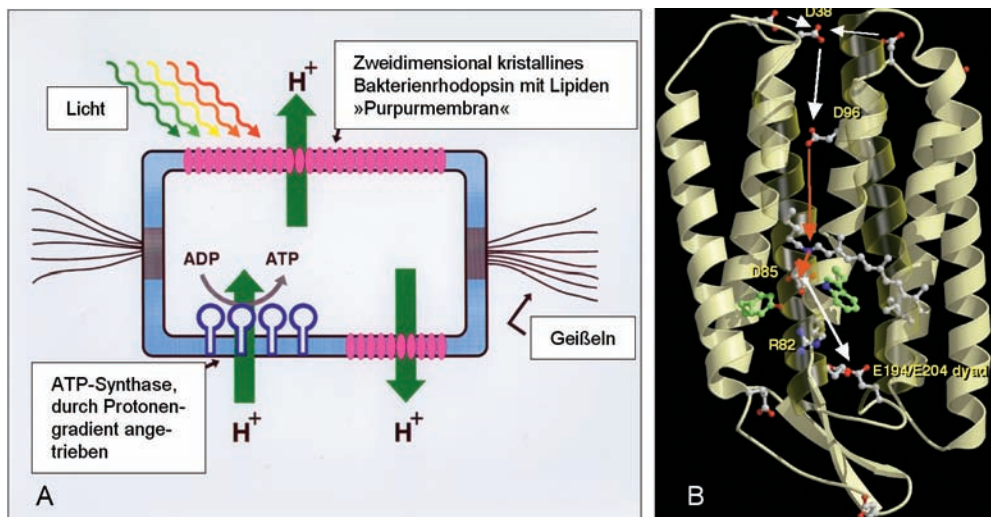 Licht
H+
Zweidimensional kristallines
Bakterienrhodopsin mit Lipiden
»Purpurmembran«
ADP
ATP
Geißeln
ATP-Synthase,
durch Protonen-
gradient ange-
trieben
H+
H+
A
D38
D96
D85
R82
E194/E204 dyad
B